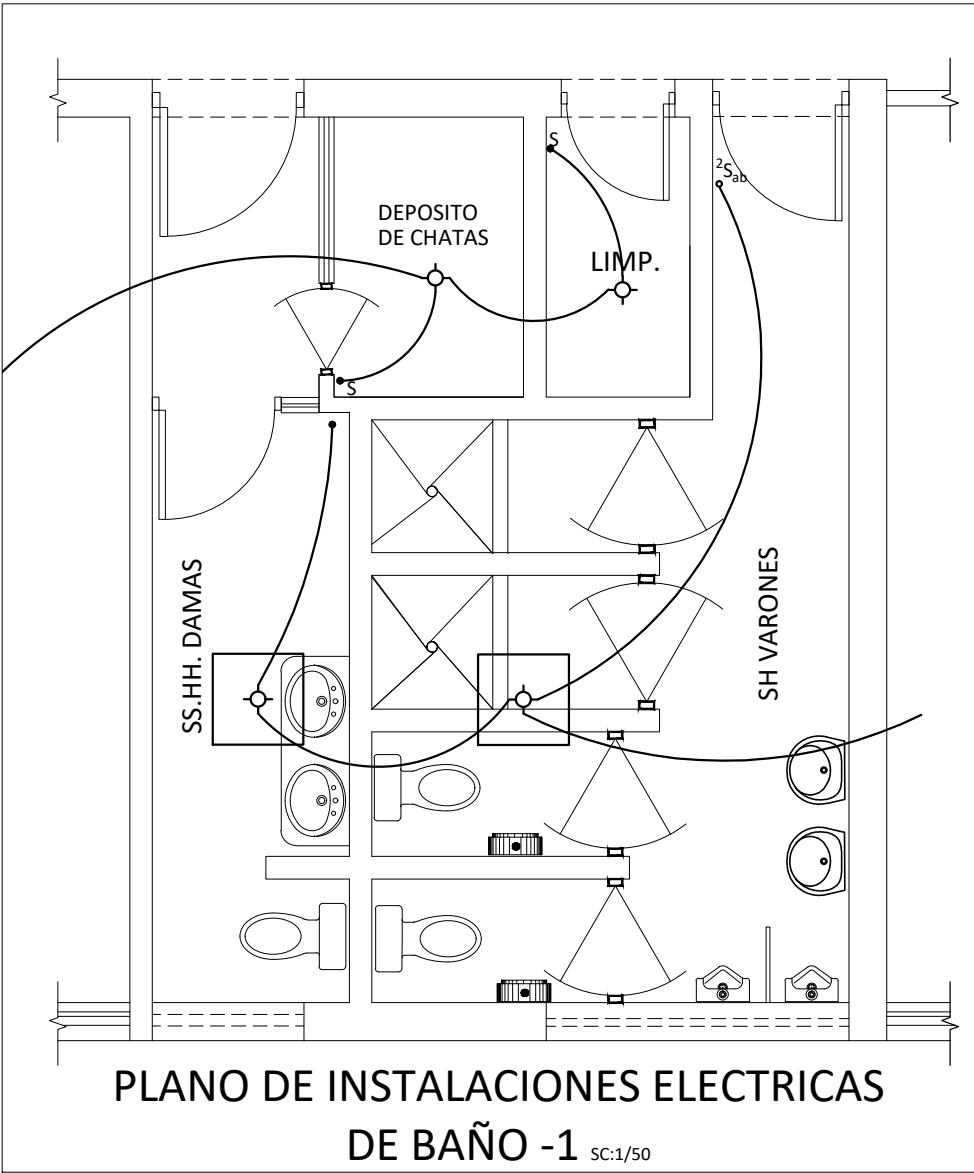 S
²S_ab
DEPOSITO
DE CHATAS
LIMP.
S
SS.HH. DAMAS
SH VARONES
PLANO DE INSTALACIONES ELECTRICAS
DE BAÑO -1 SC:1/50